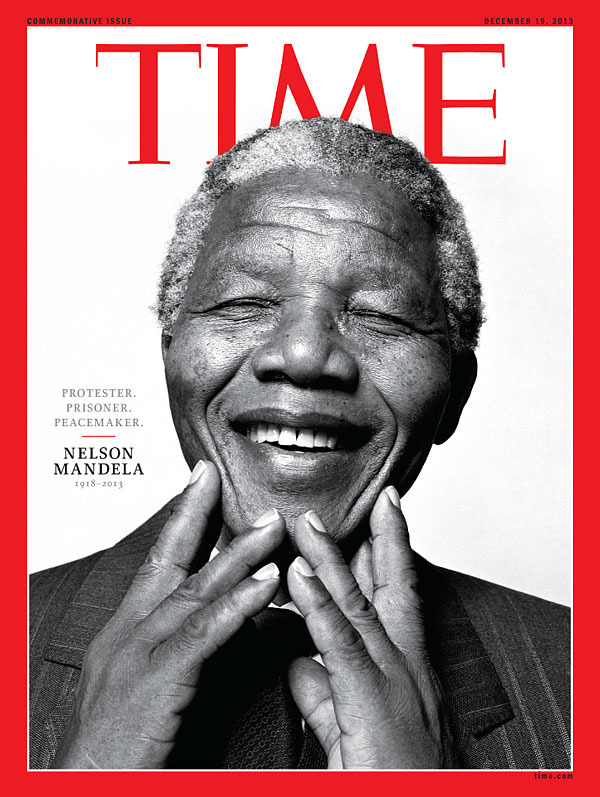 COMMEMORATIVE ISSUE
DECEMBER 19, 2013
TIME
PROTESTER.
PRISONER.
PEACEMAKER.
NELSON
MANDELA
1918–2013
time.com